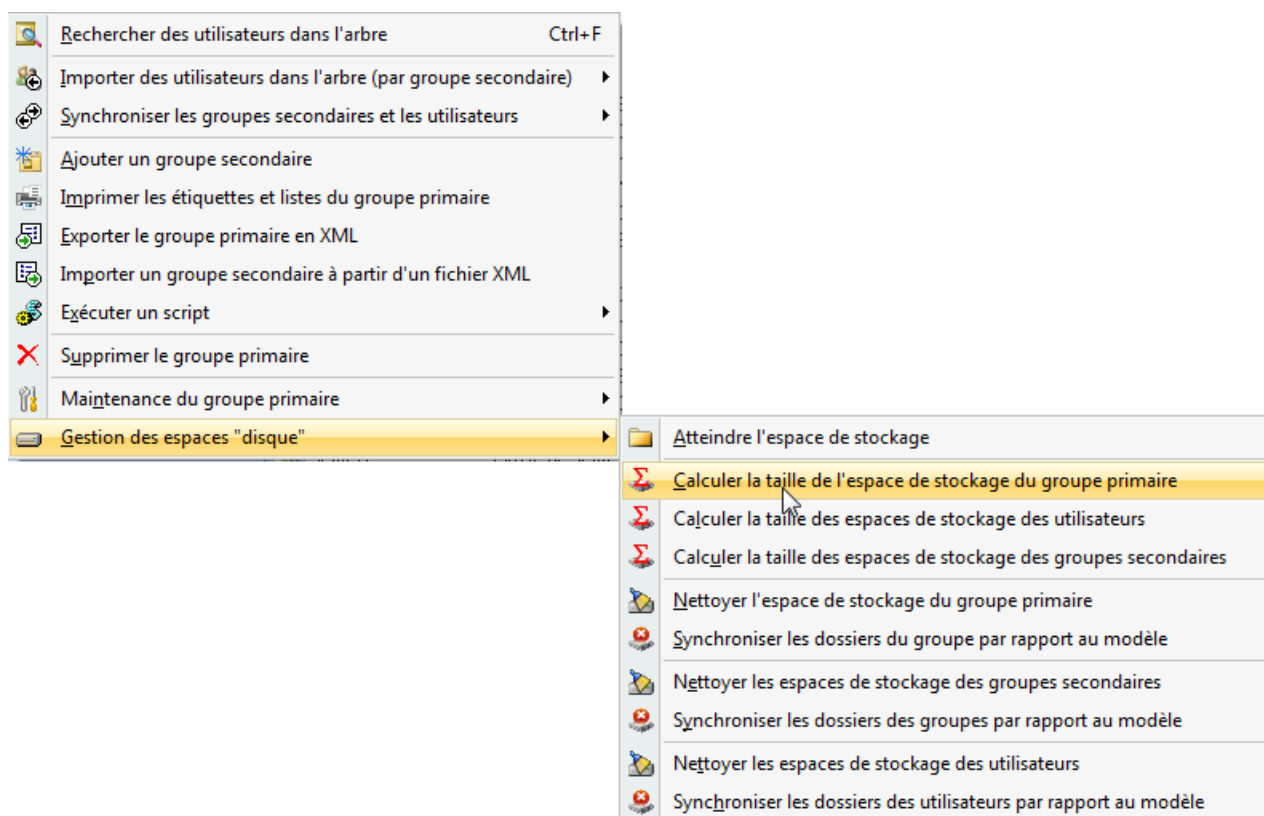 Rechercher des utilisateurs dans l'arbre Ctrl+F
Importer des utilisateurs dans l'arbre (par groupe secondaire)
Synchroniser les groupes secondaires et les utilisateurs
Ajouter un groupe secondaire
Imprimer les étiquettes et listes du groupe primaire
Exporter le groupe primaire en XML
Importer un groupe secondaire à partir d'un fichier XML
Exécuter un script
Supprimer le groupe primaire
Maintenance du groupe primaire
Gestion des espaces "disque"
Atteindre l'espace de stockage
Calculer la taille de l'espace de stockage du groupe primaire
Calculer la taille des espaces de stockage des utilisateurs
Calculer la taille des espaces de stockage des groupes secondaires
Nettoyer l'espace de stockage du groupe primaire
Synchroniser les dossiers du groupe par rapport au modèle
Nettoyer les espaces de stockage des groupes secondaires
Synchroniser les dossiers des groupes par rapport au modèle
Nettoyer les espaces de stockage des utilisateurs
Synchroniser les dossiers des utilisateurs par rapport au modèle